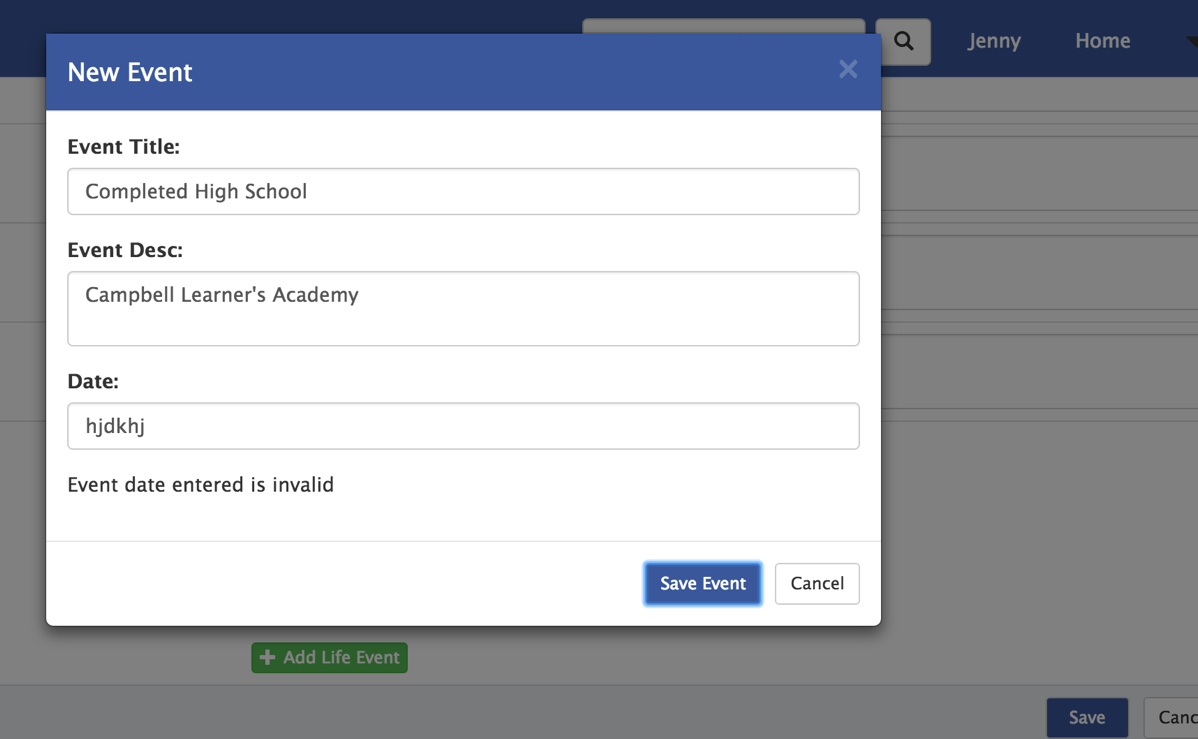 Jenny Home
New Event
Event Title:
Completed High School
Event Desc:
Campbell Learner's Academy
Date:
hjdkhj
Event date entered is invalid
Save Event Cancel
Add Life Event
Save Canc